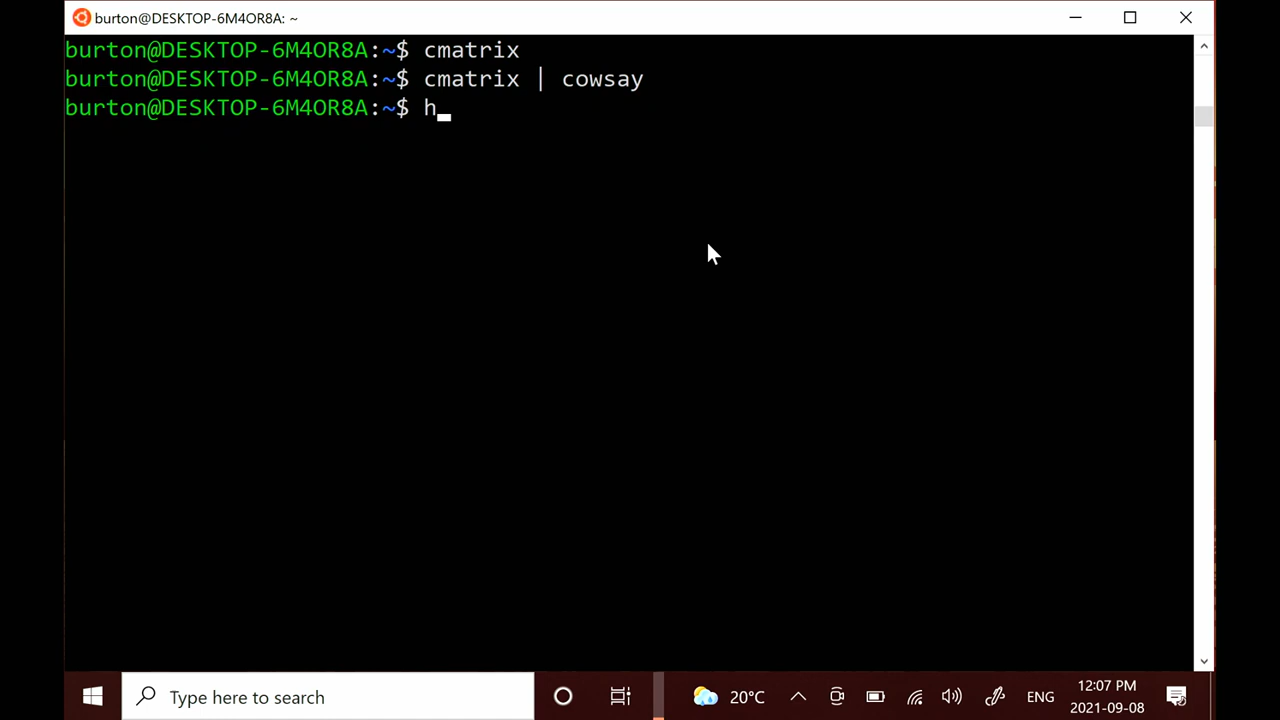 burton@DESKTOP-6M4OR8A: ~
burton@DESKTOP-6M4OR8A:~$ cmatrix
burton@DESKTOP-6M4OR8A:~$ cmatrix | cowsay
burton@DESKTOP-6M4OR8A:~$ h
Type here to search
20°C
ENG
12:07 PM
2021-09-08